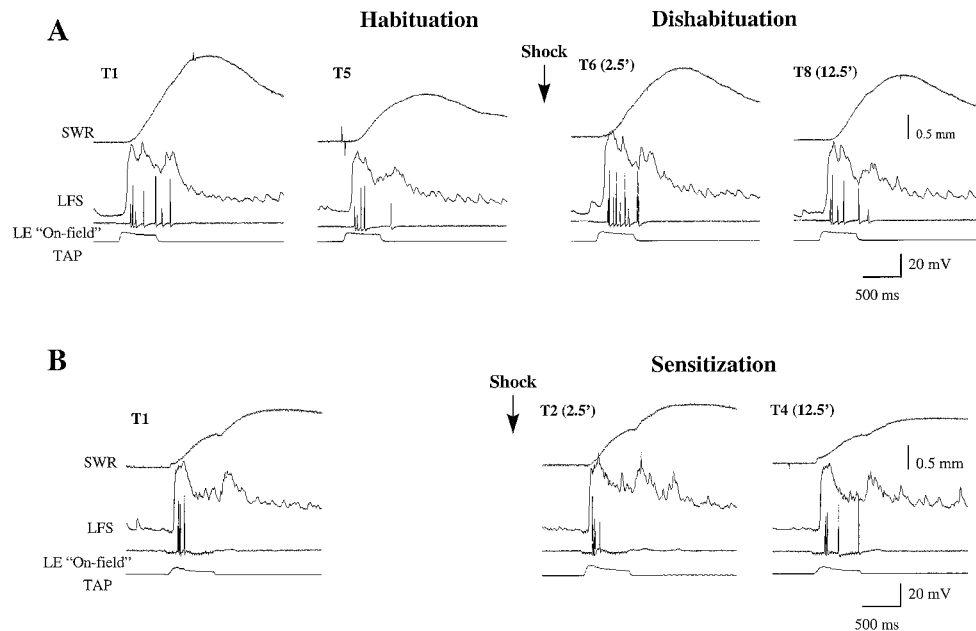 A
Habituation
Dishabituation
Shock
T1
T5
T6 (2.5')
T8 (12.5')
SWR
0.5 mm
LFS
LE “On-field”
TAP
20 mV
500 ms
B
Sensitization
Shock
T1
T2 (2.5')
T4 (12.5')
SWR
0.5 mm
LFS
LE “On-field”
TAP
20 mV
500 ms